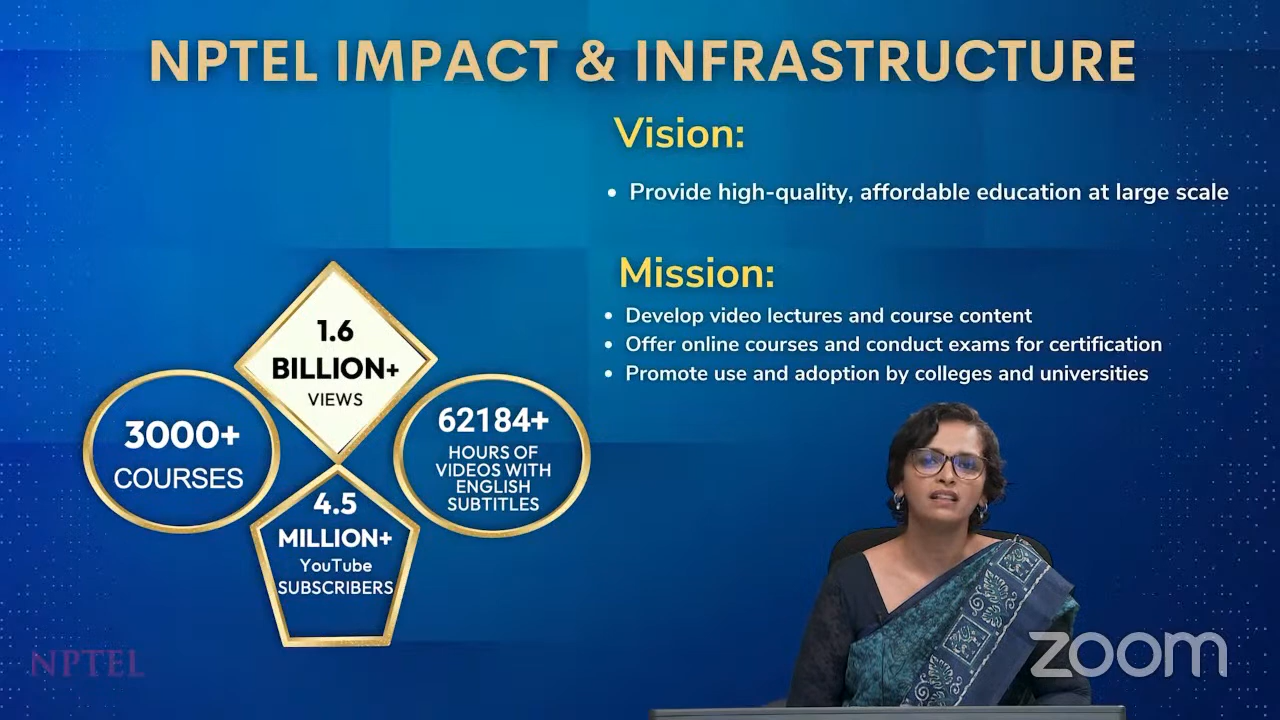 NPTEL IMPACT & INFRASTRUCTURE
Vision:
• Provide high-quality, affordable education at large scale
Mission:
• Develop video lectures and course content
• Offer online courses and conduct exams for certification
• Promote use and adoption by colleges and universities
1.6
BILLION+
VIEWS
3000+
COURSES
62184+
HOURS OF
VIDEOS WITH
ENGLISH
SUBTITLES
4.5
MILLION+
YouTube
SUBSCRIBERS
NPTEL
zoom